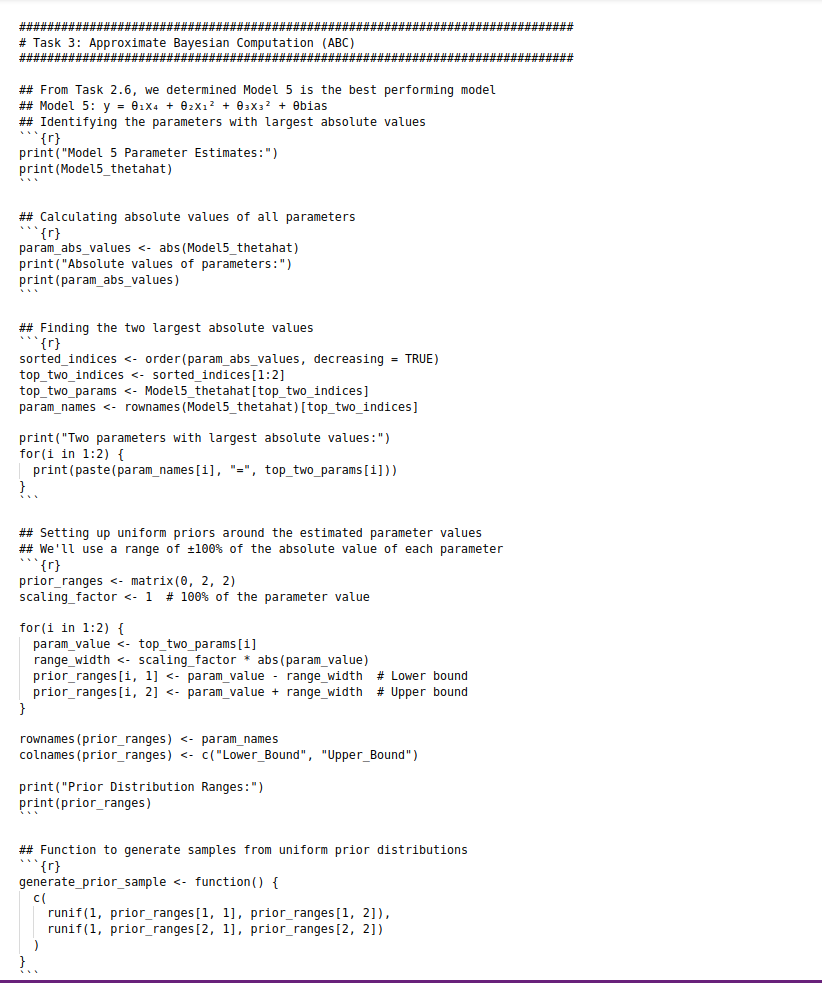 ###############################################################################
# Task 3: Approximate Bayesian Computation (ABC)
###############################################################################
## From Task 2.6, we determined Model 5 is the best performing model
## Model 5: y = θ₁x₄ + θ₂x₁² + θ₃x₃² + θbias
## Identifying the parameters with largest absolute values
```{r}
print("Model 5 Parameter Estimates:")
print(Model5_thetahat)
```
## Calculating absolute values of all parameters
```{r}
param_abs_values <- abs(Model5_thetahat)
print("Absolute values of parameters:")
print(param_abs_values)
```
## Finding the two largest absolute values
```{r}
sorted_indices <- order(param_abs_values, decreasing = TRUE)
top_two_indices <- sorted_indices[1:2]
top_two_params <- Model5_thetahat[top_two_indices]
param_names <- rownames(Model5_thetahat)[top_two_indices]
print("Two parameters with largest absolute values:")
for(i in 1:2) {
  print(paste(param_names[i], "=", top_two_params[i]))
}
```
## Setting up uniform priors around the estimated parameter values
## We'll use a range of ±100% of the absolute value of each parameter
```{r}
prior_ranges <- matrix(0, 2, 2)
scaling_factor <- 1  # 100% of the parameter value
for(i in 1:2) {
  param_value <- top_two_params[i]
  range_width <- scaling_factor * abs(param_value)
  prior_ranges[i, 1] <- param_value - range_width  # Lower bound
  prior_ranges[i, 2] <- param_value + range_width  # Upper bound
}
rownames(prior_ranges) <- param_names
colnames(prior_ranges) <- c("Lower_Bound", "Upper_Bound")
print("Prior Distribution Ranges:")
print(prior_ranges)
```
## Function to generate samples from uniform prior distributions
```{r}
generate_prior_sample <- function() {
  c(
    runif(1, prior_ranges[1, 1], prior_ranges[1, 2]),
    runif(1, prior_ranges[2, 1], prior_ranges[2, 2])
  )
}
```